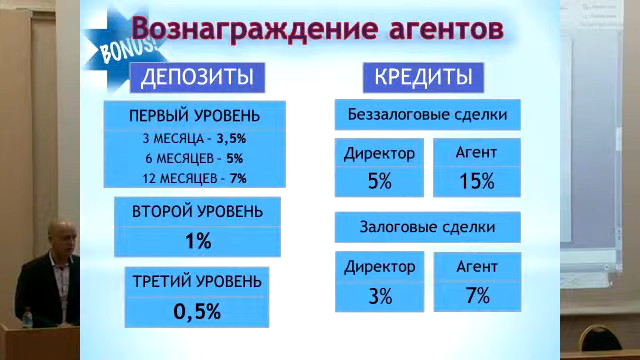 Вознаграждение агентов
BONUS!
ДЕПОЗИТЫ
ПЕРВЫЙ УРОВЕНЬ
3 МЕСЯЦА – 3,5%
6 МЕСЯЦЕВ – 5%
12 МЕСЯЦЕВ – 7%
ВТОРОЙ УРОВЕНЬ
1%
ТРЕТИЙ УРОВЕНЬ
0,5%
КРЕДИТЫ
Беззалоговые сделки
Директор
5%
Агент
15%
Залоговые сделки
Директор
3%
Агент
7%